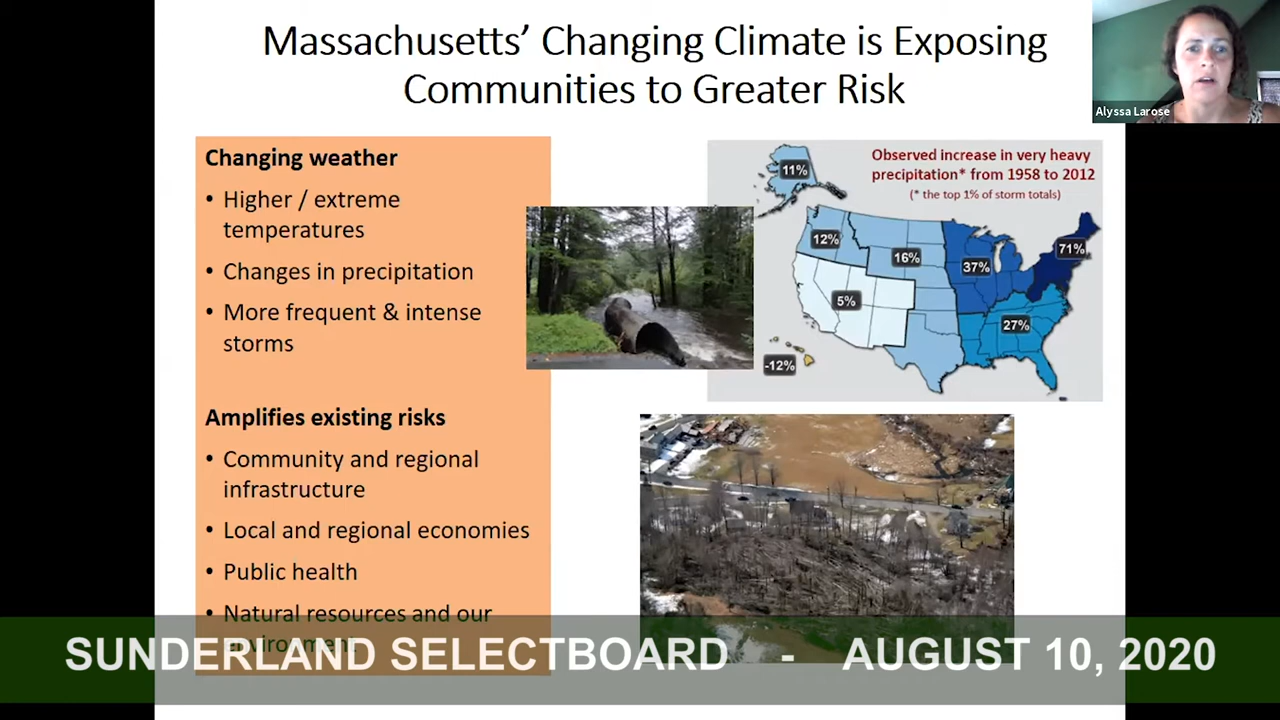 Massachusetts’ Changing Climate is Exposing
Communities to Greater Risk
Alyssa Larose
Changing weather
• Higher / extreme
temperatures
• Changes in precipitation
• More frequent & intense
storms
Amplifies existing risks
• Community and regional
infrastructure
• Local and regional economies
• Public health
• Natural resources and our
environment
Observed increase in very heavy
precipitation* from 1958 to 2012
(* the top 1% of storm totals)
11%
12%
16%
37%
71%
5%
27%
-12%
SUNDERLAND SELECTBOARD - AUGUST 10, 2020